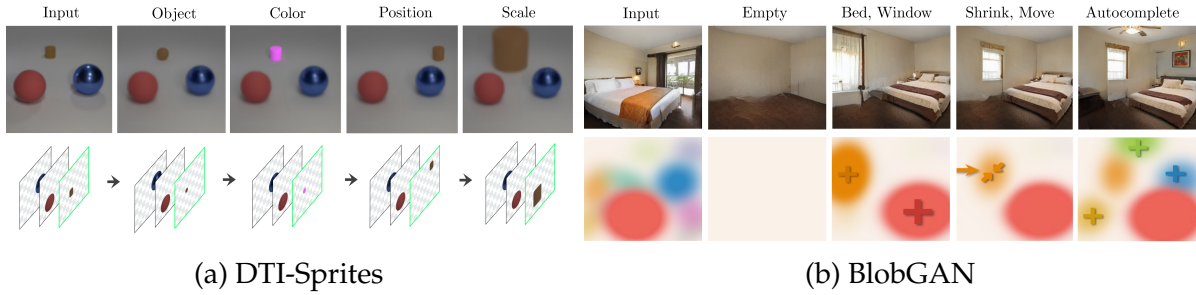 Input Object Color Position Scale Input Empty Bed, Window Shrink, Move Autocomplete
(a) DTI-Sprites (b) BlobGAN